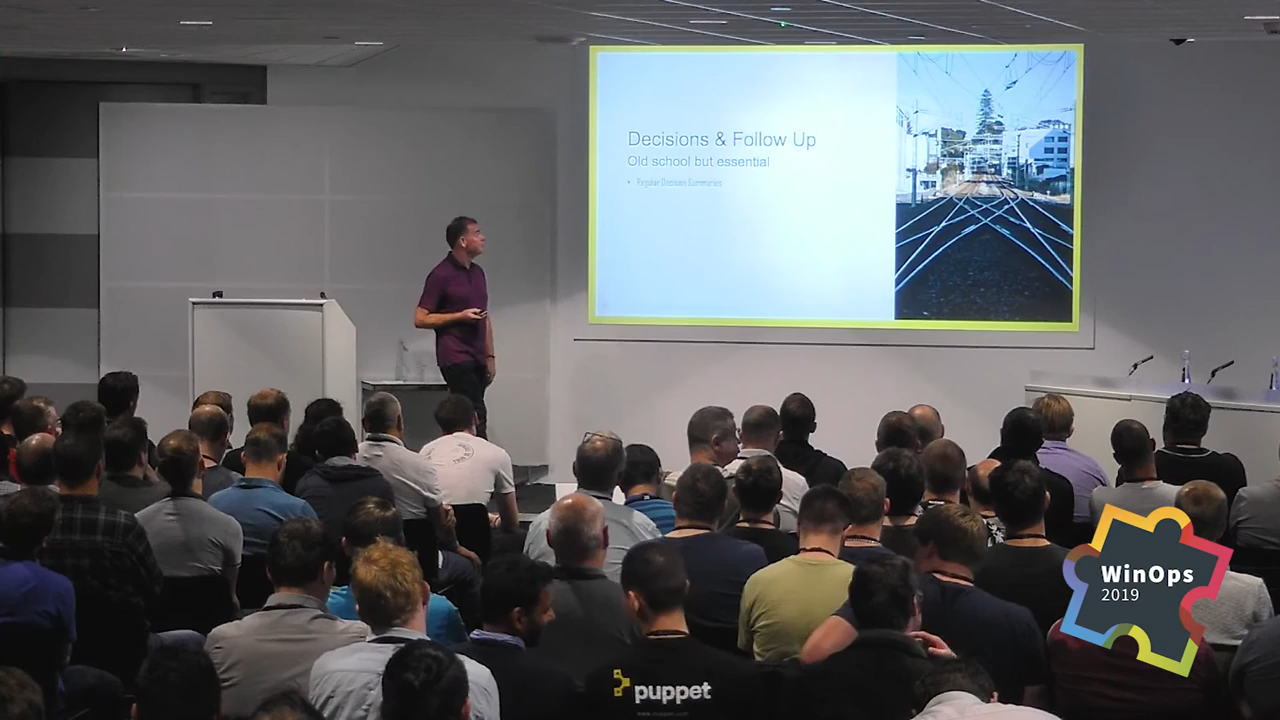 Decisions & Follow Up
Old school but essential
• Regular Decision Summaries
WinOps
2019
puppet